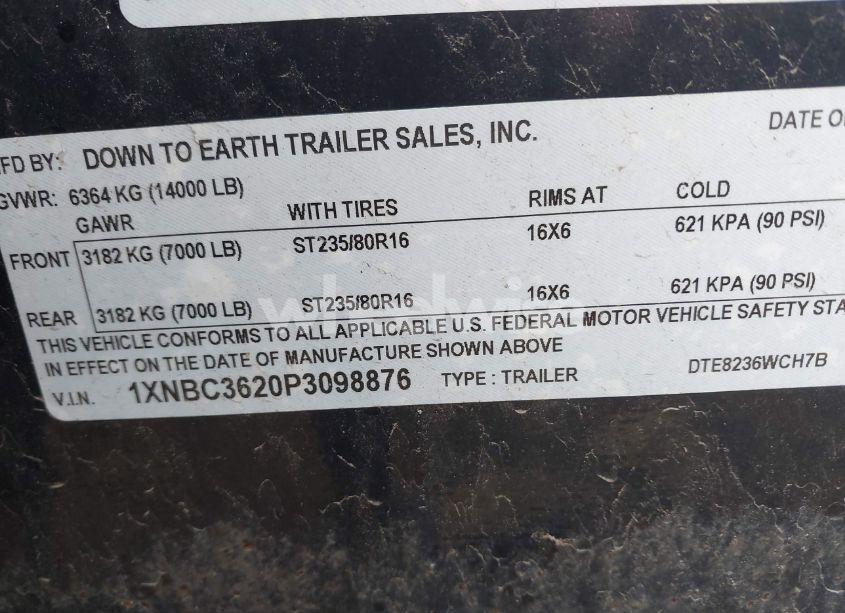 MFD BY: DOWN TO EARTH TRAILER SALES, INC. DATE O
GVWR: 6364 KG (14000 LB)
GAWR WITH TIRES RIMS AT COLD
FRONT 3182 KG (7000 LB) ST235/80R16 16X6 621 KPA (90 PSI)
REAR 3182 KG (7000 LB) ST235/80R16 16X6 621 KPA (90 PSI)
THIS VEHICLE CONFORMS TO ALL APPLICABLE U.S. FEDERAL MOTOR VEHICLE SAFETY STA
IN EFFECT ON THE DATE OF MANUFACTURE SHOWN ABOVE
V.I.N. 1XNBC3620P3098876 TYPE : TRAILER DTE8236WCH7B